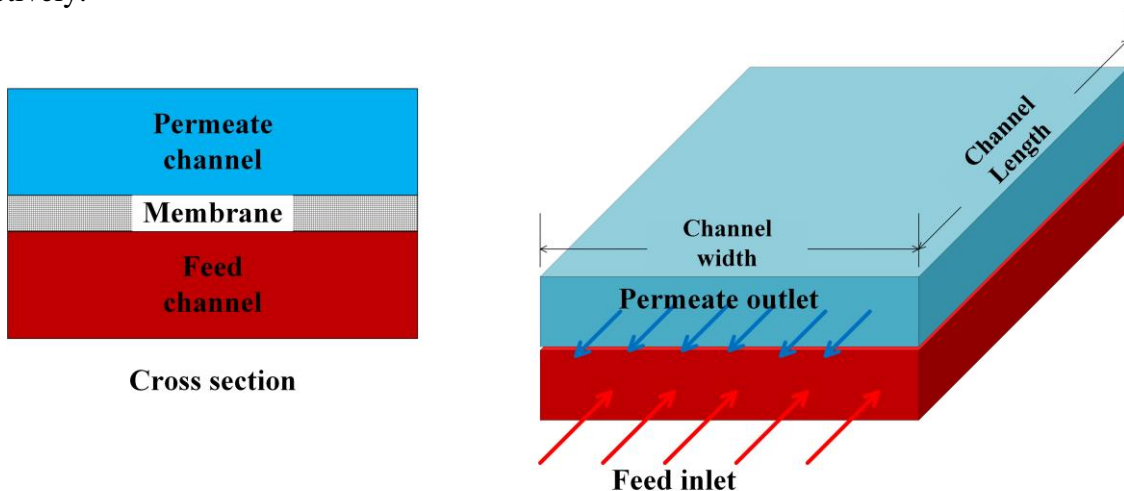 Permeate
channel
Membrane
Feed
channel
Cross section
Channel
Length
Channel
width
Permeate outlet
Feed inlet